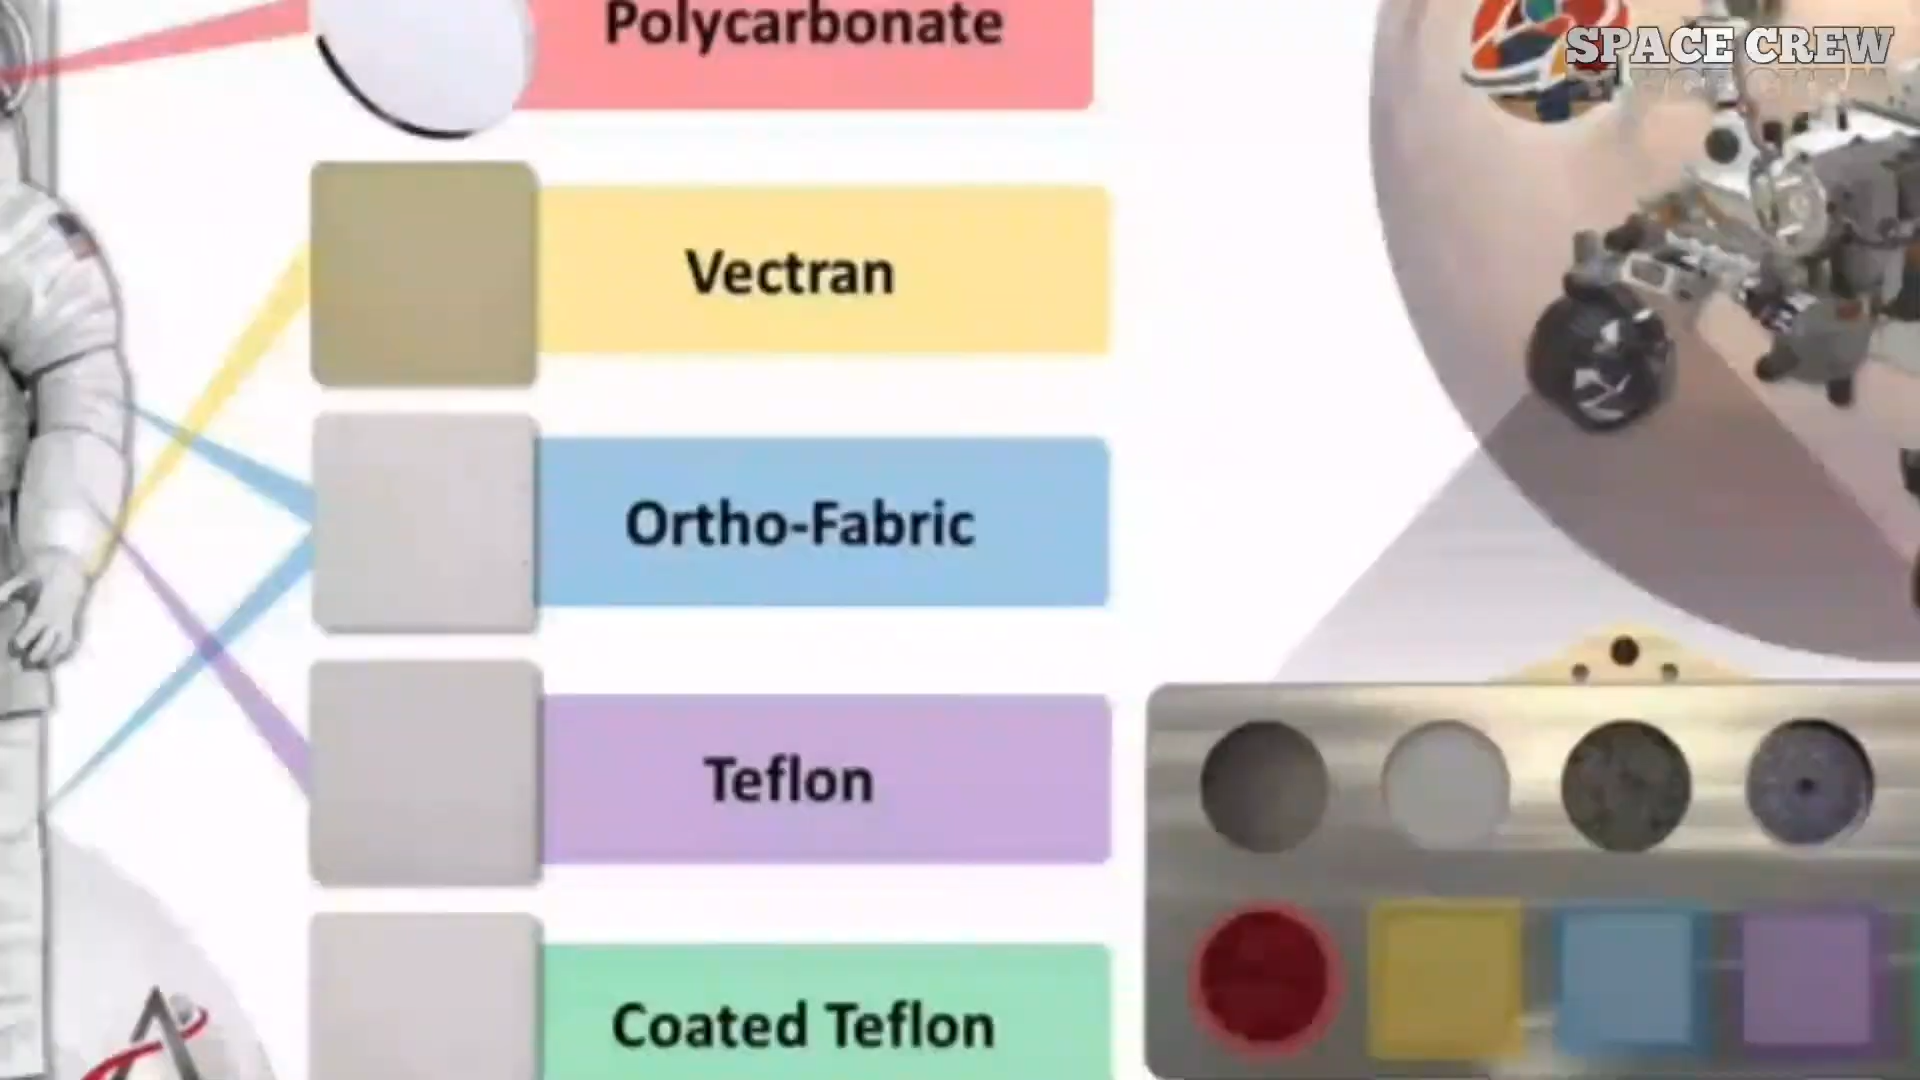 Polycarbonate
SPACE CREW
Vectran
Ortho-Fabric
Teflon
Coated Teflon